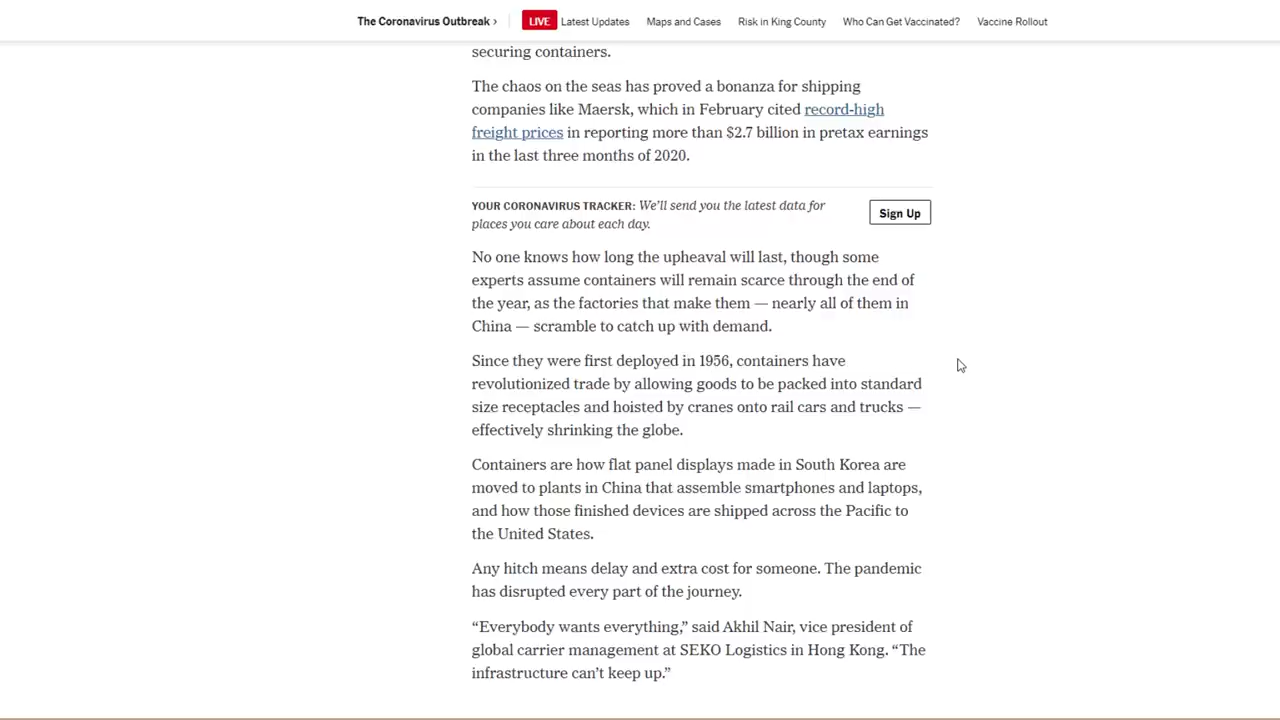 The Coronavirus Outbreak › LIVE Latest Updates Maps and Cases Risk in King County Who Can Get Vaccinated? Vaccine Rollout
securing containers.
The chaos on the seas has proved a bonanza for shipping
companies like Maersk, which in February cited record-high
freight prices in reporting more than $2.7 billion in pretax earnings
in the last three months of 2020.
YOUR CORONAVIRUS TRACKER: We’ll send you the latest data for
places you care about each day.
Sign Up
No one knows how long the upheaval will last, though some
experts assume containers will remain scarce through the end of
the year, as the factories that make them — nearly all of them in
China — scramble to catch up with demand.
Since they were first deployed in 1956, containers have
revolutionized trade by allowing goods to be packed into standard
size receptacles and hoisted by cranes onto rail cars and trucks —
effectively shrinking the globe.
Containers are how flat panel displays made in South Korea are
moved to plants in China that assemble smartphones and laptops,
and how those finished devices are shipped across the Pacific to
the United States.
Any hitch means delay and extra cost for someone. The pandemic
has disrupted every part of the journey.
“Everybody wants everything,” said Akhil Nair, vice president of
global carrier management at SEKO Logistics in Hong Kong. “The
infrastructure can’t keep up.”